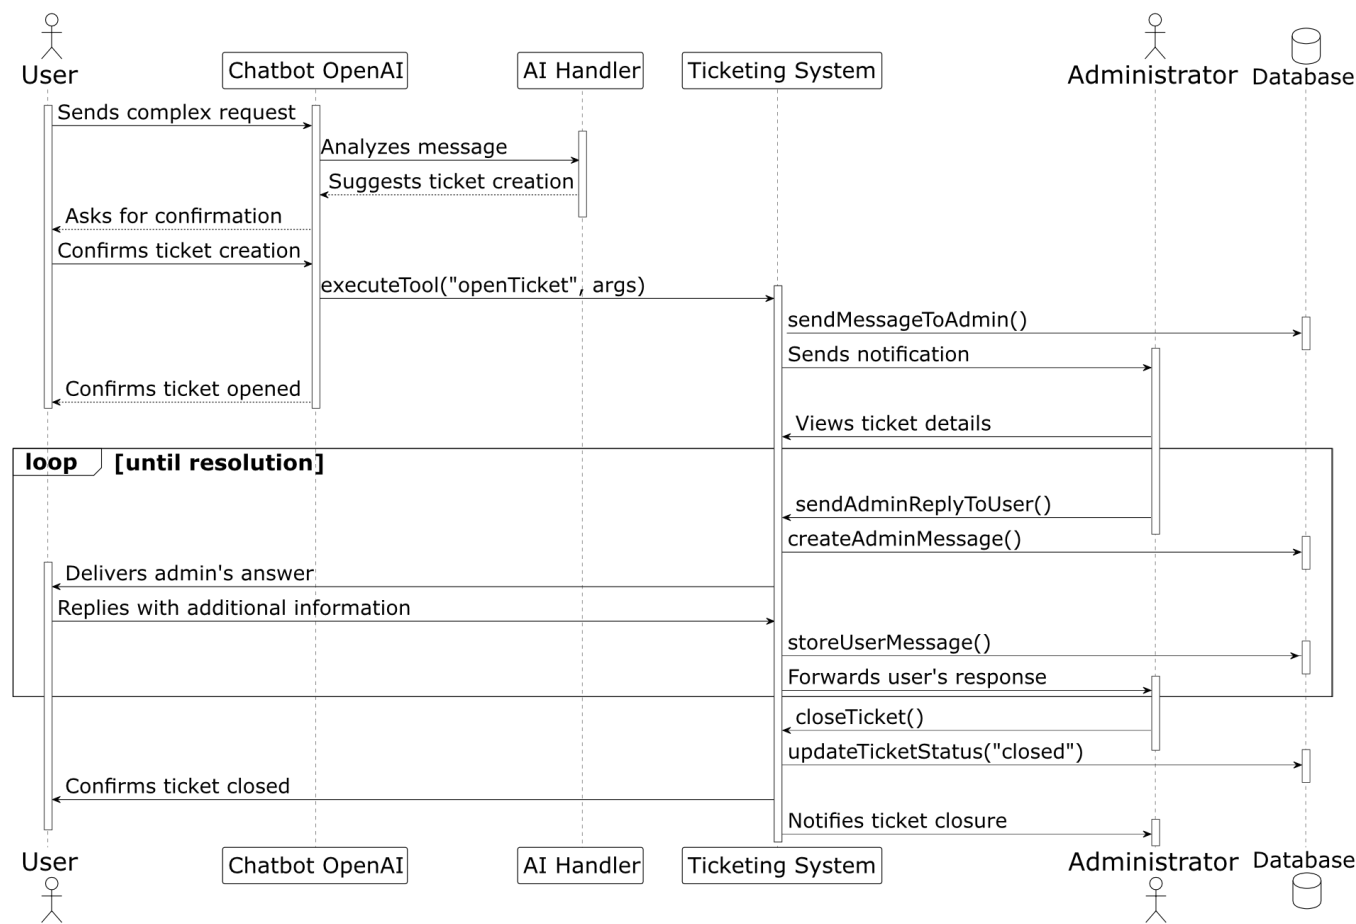 User
Chatbot OpenAI
AI Handler
Ticketing System
Administrator
Database
Sends complex request
Analyzes message
Suggests ticket creation
Asks for confirmation
Confirms ticket creation
executeTool("openTicket", args)
sendMessageToAdmin()
Sends notification
Confirms ticket opened
Views ticket details
loop [until resolution]
sendAdminReplyToUser()
createAdminMessage()
Delivers admin's answer
Replies with additional information
storeUserMessage()
Forwards user's response
closeTicket()
updateTicketStatus("closed")
Confirms ticket closed
Notifies ticket closure
User
Chatbot OpenAI
AI Handler
Ticketing System
Administrator
Database